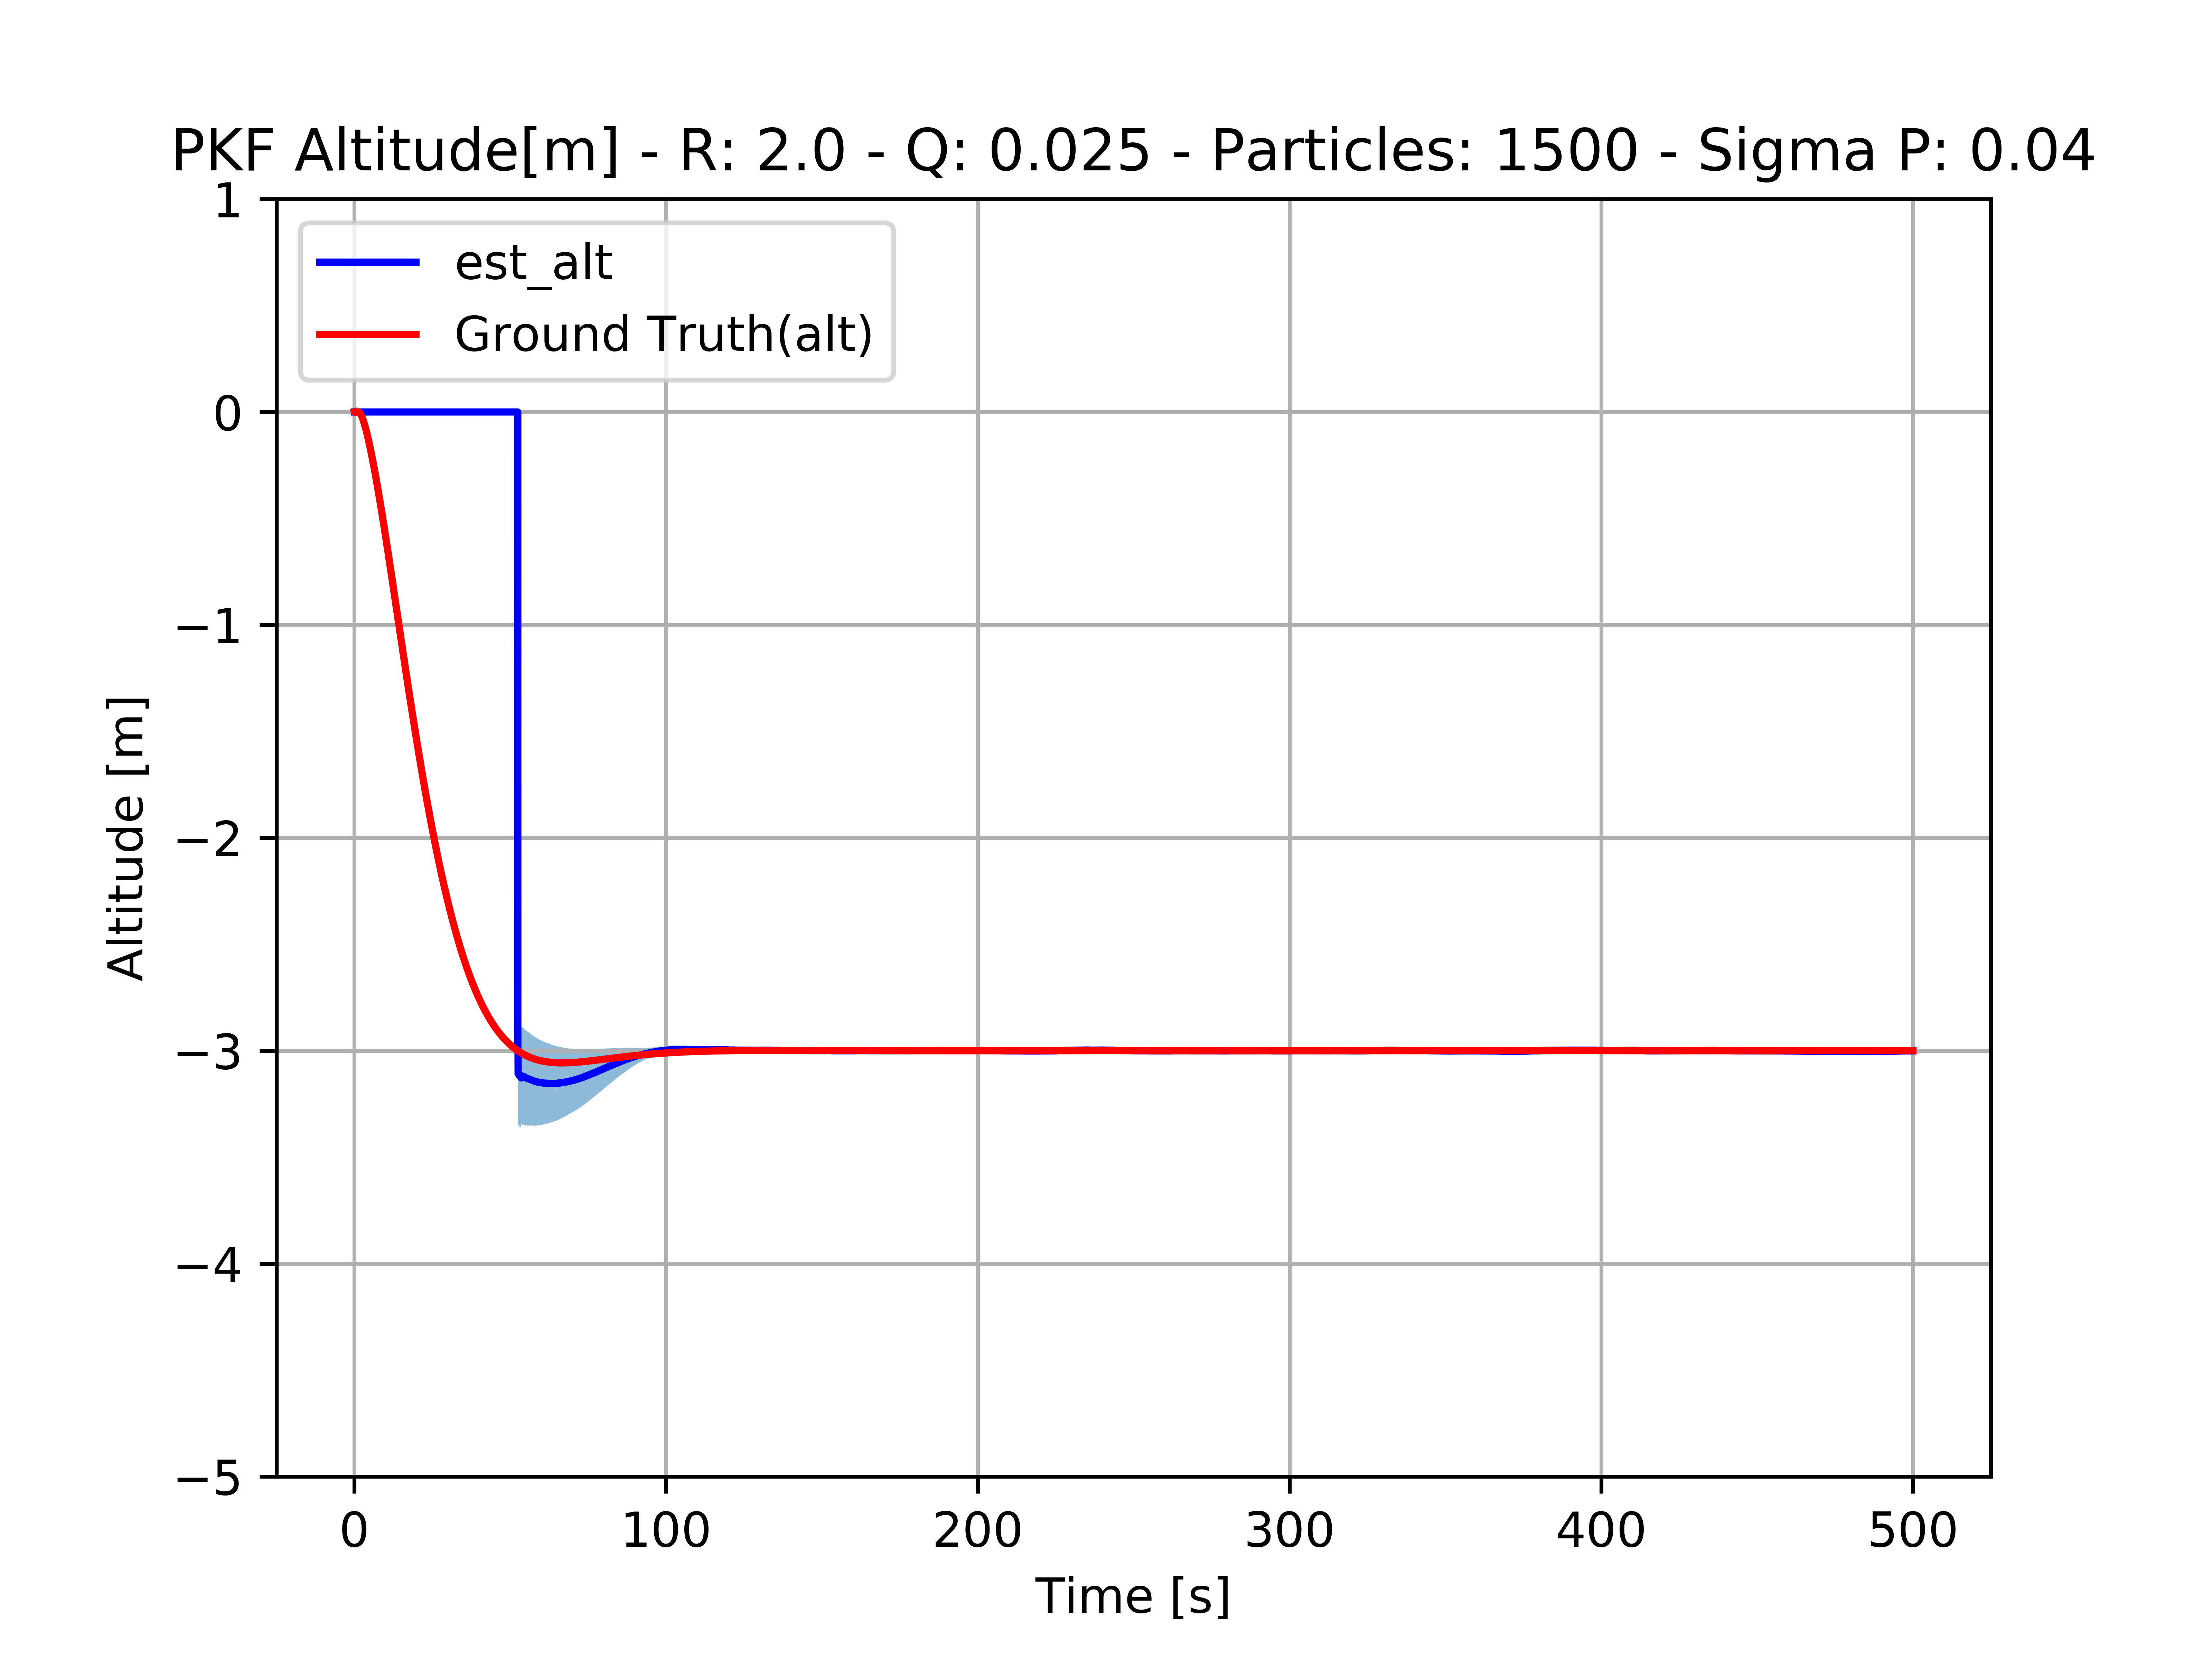 PKF Altitude[m] - R: 2.0 - Q: 0.025 - Particles: 1500 - Sigma P: 0.04
est_alt
Ground Truth(alt)
Altitude [m]
1
0
−1
−2
−3
−4
−5
0 100 200 300 400 500
Time [s]